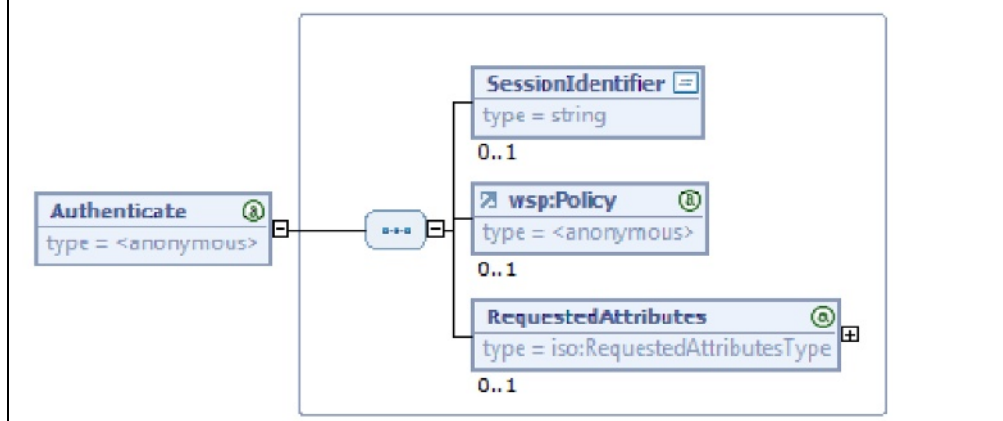 SessionIdentifier
type = string
0..1
Authenticate
type = <anonymous>
wsp:Policy
type = <anonymous>
0..1
RequestedAttributes
type = iso:RequestedAttributesType
0..1